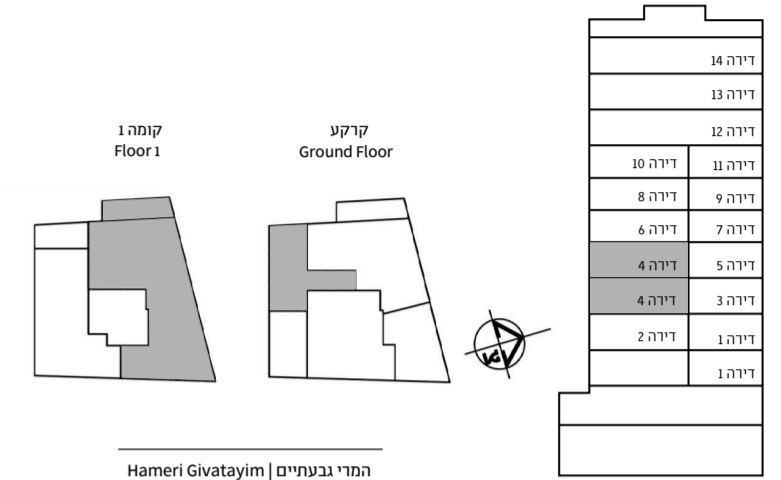 קומה 1
Floor 1
קרקע
Ground Floor
דירה 14
דירה 13
דירה 12
דירה 10
דירה 11
דירה 8
דירה 9
דירה 6
דירה 7
דירה 4
דירה 5
דירה 4
דירה 3
דירה 2
דירה 1
דירה 1
Hameri Givatayim | המרי גבעתיים